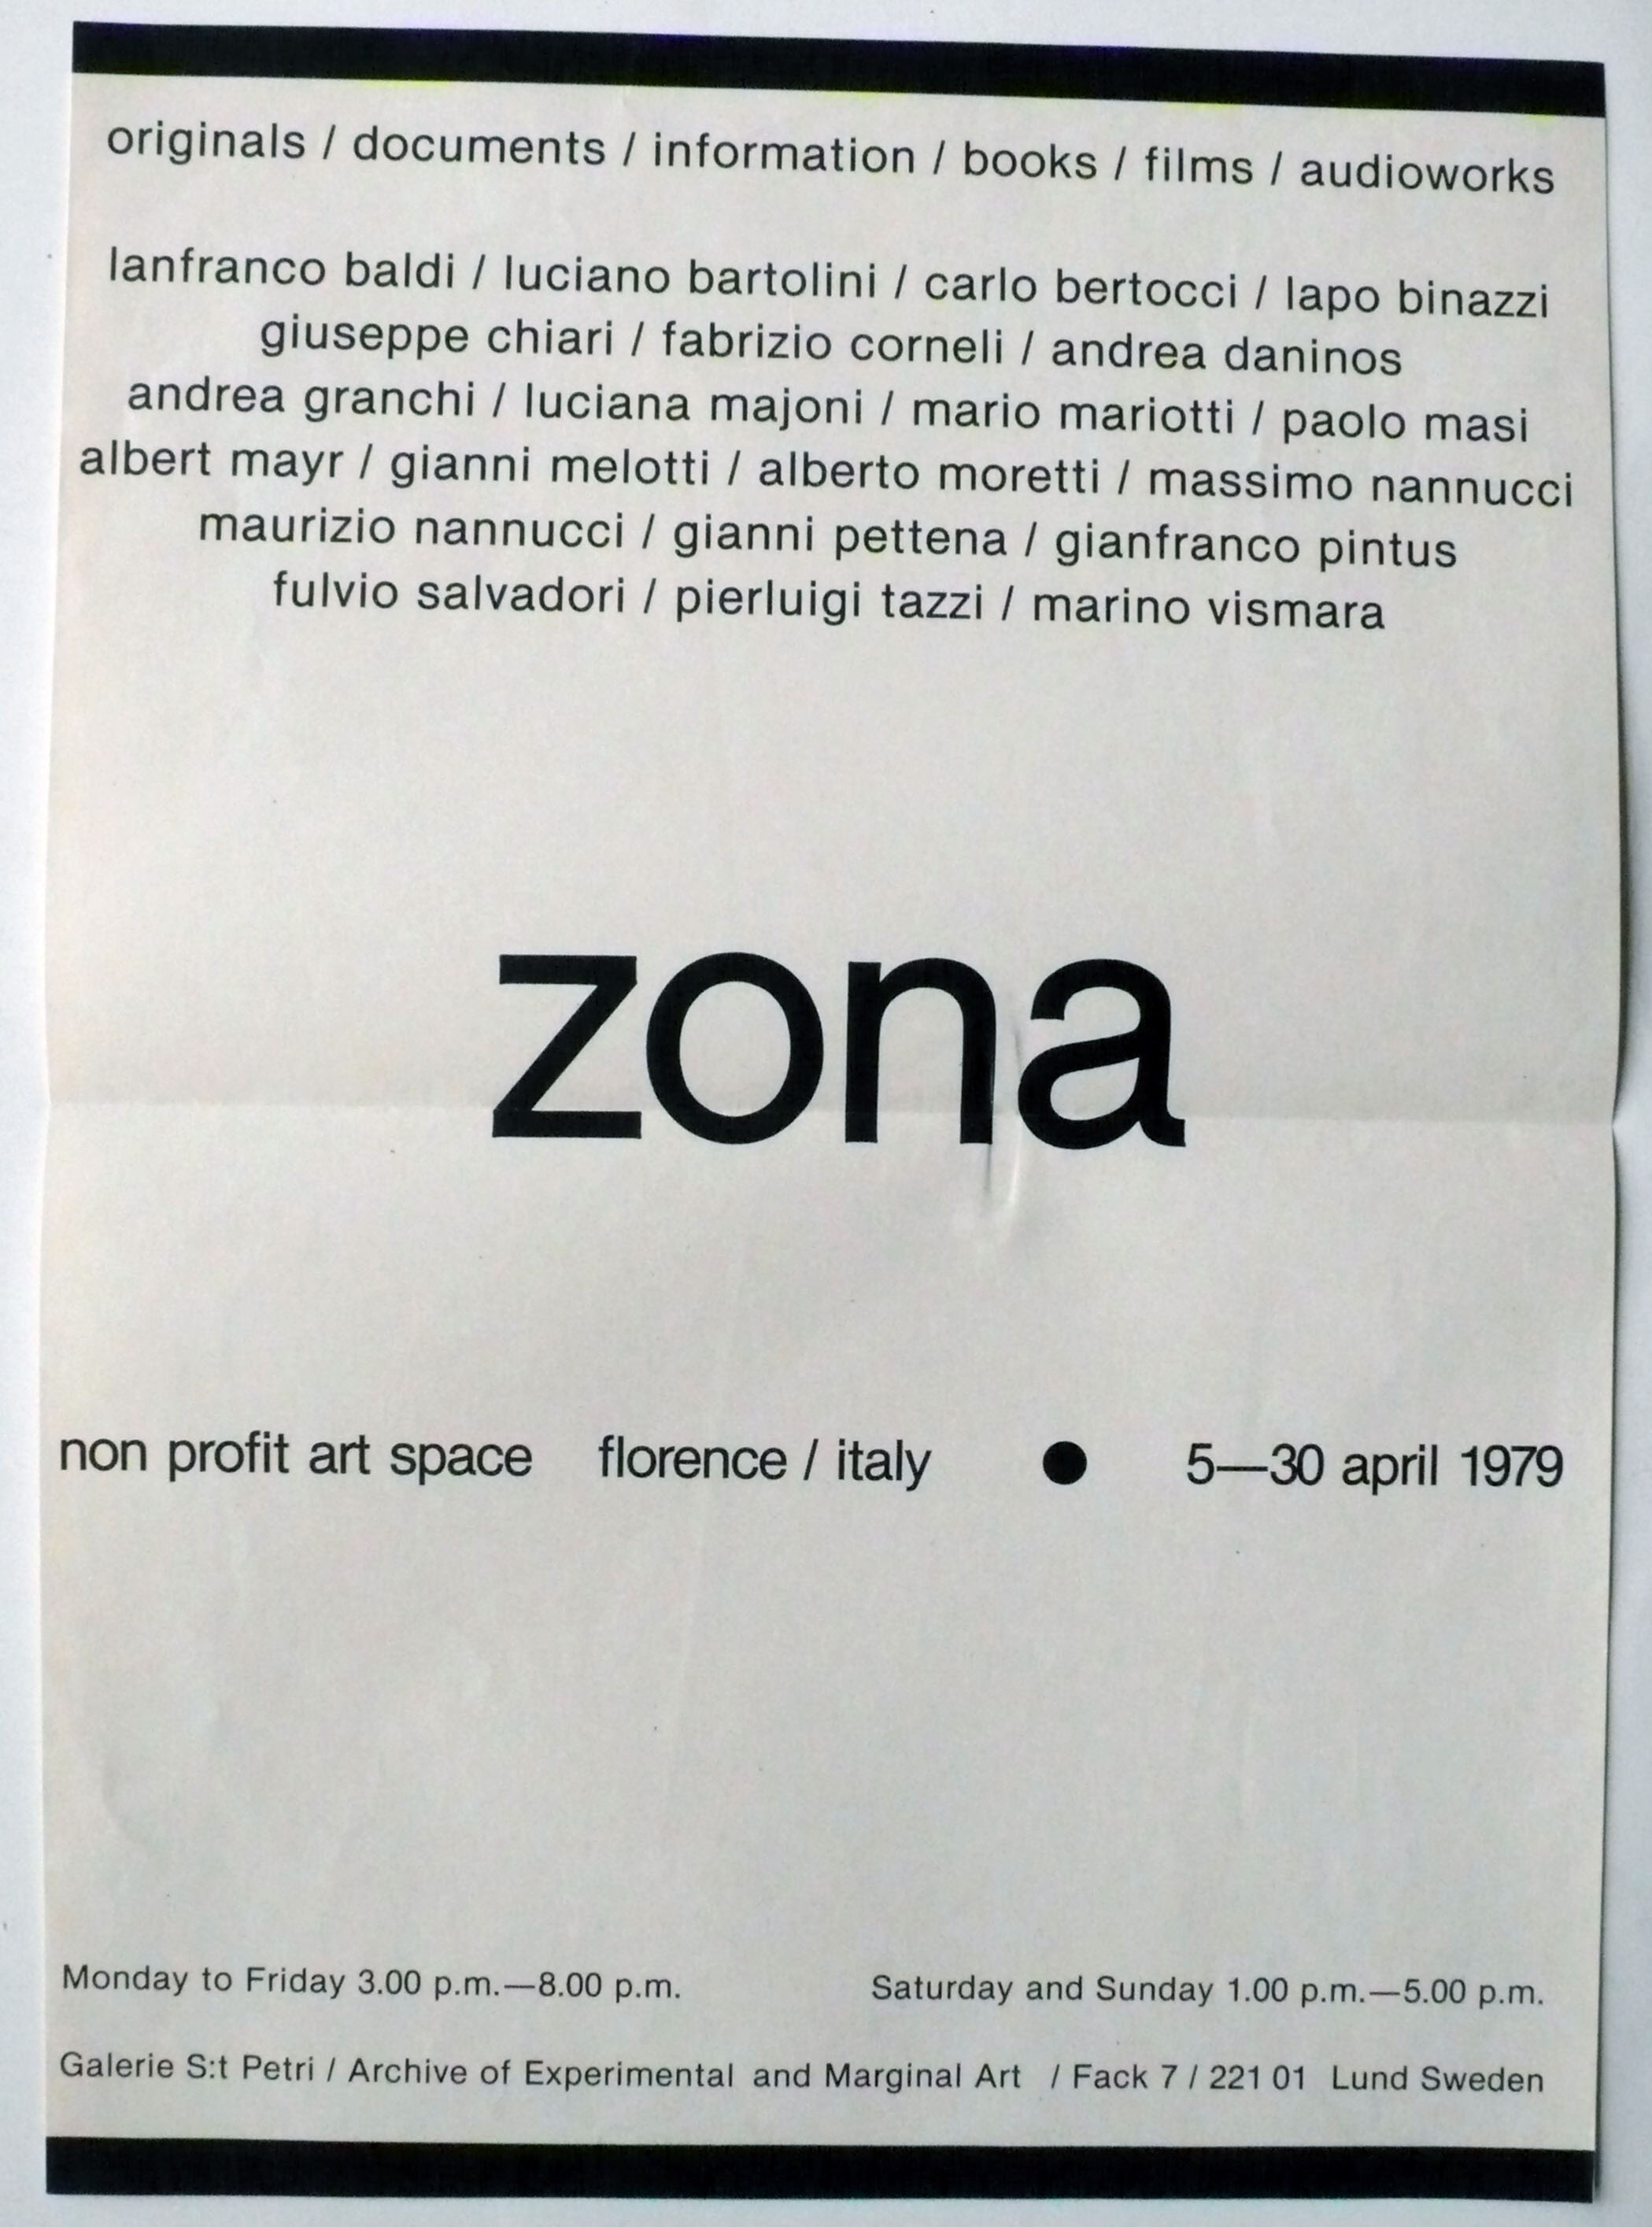 originals / documents / information / books / films / audioworks
lanfranco baldi / luciano bartolini / carlo bertocci / lapo binazzi
giuseppe chiari / fabrizio corneli / andrea daninos
andrea granchi / luciana majoni / mario mariotti / paolo masi
albert mayr / gianni melotti / alberto moretti / massimo nannucci
maurizio nannucci / gianni pettena / gianfranco pintus
fulvio salvadori / pierluigi tazzi / marino vismara
zona
non profit art space florence / italy ● 5—30 april 1979
Monday to Friday 3.00 p.m.—8.00 p.m. Saturday and Sunday 1.00 p.m.—5.00 p.m.
Galerie S:t Petri / Archive of Experimental and Marginal Art / Fack 7 / 221 01 Lund Sweden